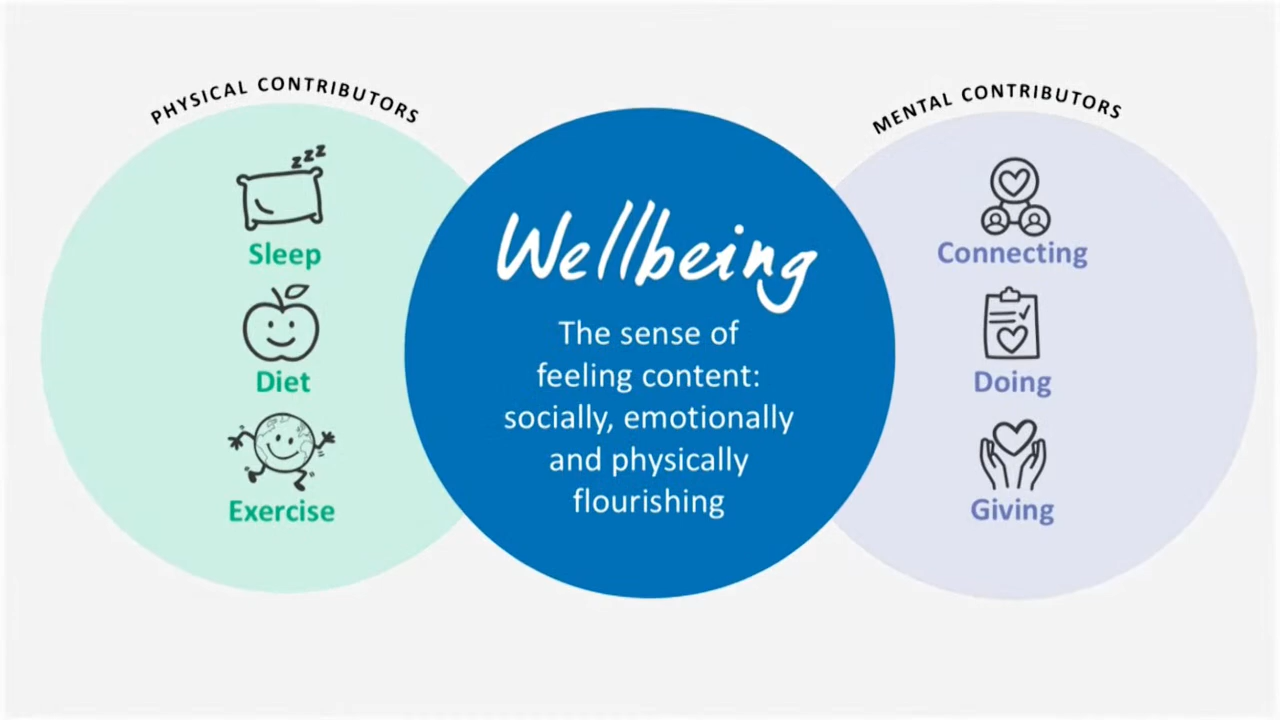 PHYSICAL CONTRIBUTORS
zzz
Sleep
Diet
Exercise
Wellbeing
The sense of
feeling content:
socially, emotionally
and physically
flourishing
MENTAL CONTRIBUTORS
Connecting
Doing
Giving